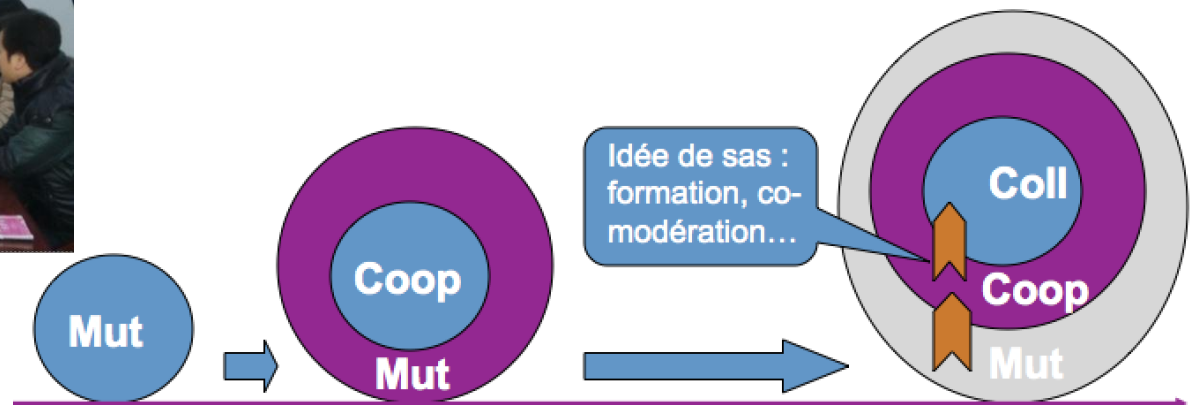 Mut
Coop
Mut
Idée de sas :
formation, co-
modération…
Coll
Coop
Mut